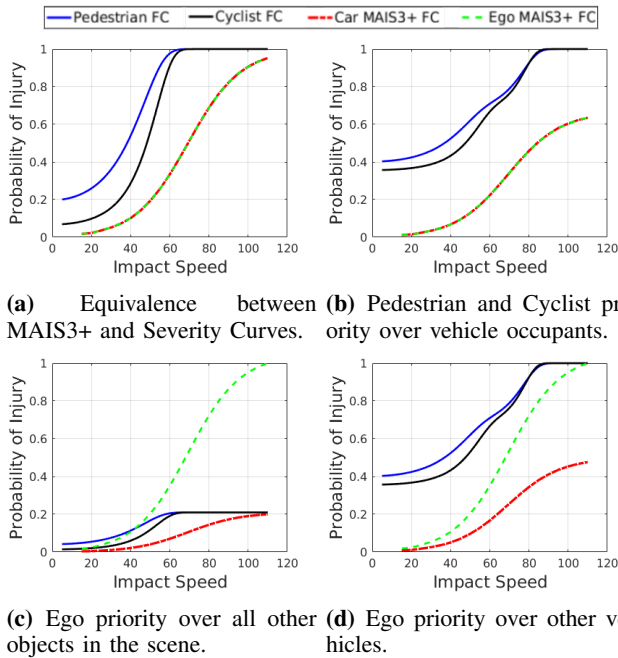 Pedestrian FC Cyclist FC Car MAIS3+ FC Ego MAIS3+ FC
Probability of Injury
1
0.8
0.6
0.4
0.2
0
0 20 40 60 80 100 120
Impact Speed
(a) Equivalence between
MAIS3+ and Severity Curves.
Probability of Injury
1
0.8
0.6
0.4
0.2
0
0 20 40 60 80 100 120
Impact Speed
(b) Pedestrian and Cyclist pr
ority over vehicle occupants.
Probability of Injury
1
0.8
0.6
0.4
0.2
0
0 20 40 60 80 100 120
Impact Speed
(c) Ego priority over all other
objects in the scene.
Probability of Injury
1
0.8
0.6
0.4
0.2
0
0 20 40 60 80 100 120
Impact Speed
(d) Ego priority over other v
hicles.